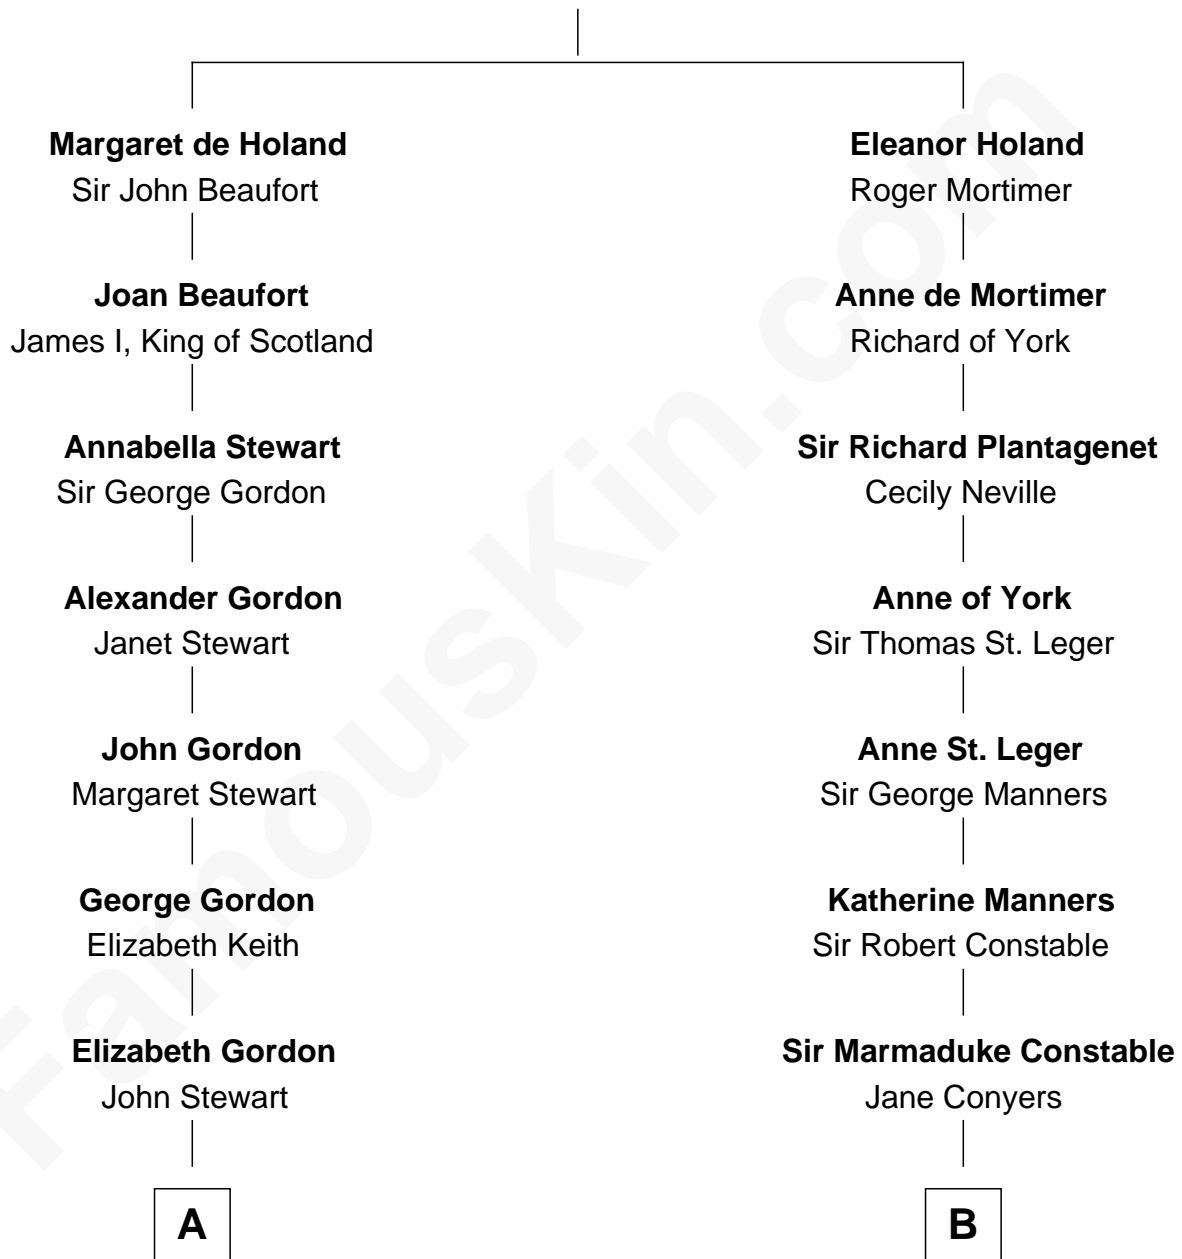 Margaret de Holand
Sir John Beaufort
Joan Beaufort
James I, King of Scotland
Annabella Stewart
Sir George Gordon
Alexander Gordon
Janet Stewart
John Gordon
Margaret Stewart
George Gordon
Elizabeth Keith
Elizabeth Gordon
John Stewart
A
Eleanor Holand
Roger Mortimer
Anne de Mortimer
Richard of York
Sir Richard Plantagenet
Cecily Neville
Anne of York
Sir Thomas St. Leger
Anne St. Leger
Sir George Manners
Katherine Manners
Sir Robert Constable
Sir Marmaduke Constable
Jane Conyers
B
FamousKin.com